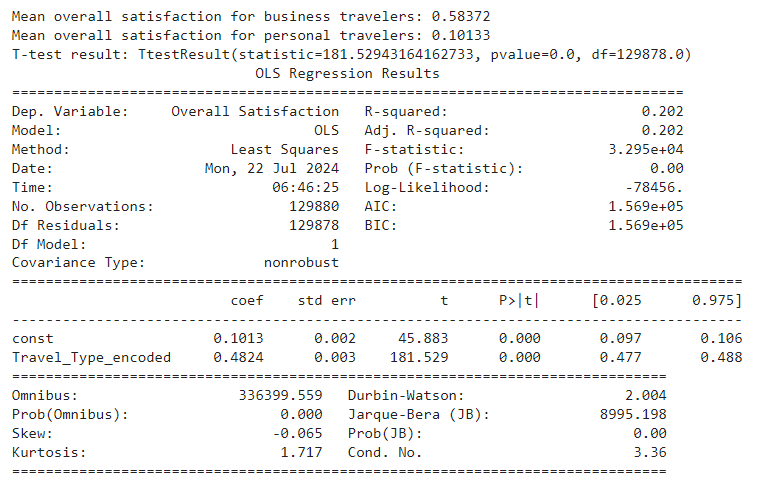 Mean overall satisfaction for business travelers: 0.58372
Mean overall satisfaction for personal travelers: 0.10133
T-test result: TtestResult(statistic=181.52943164162733, pvalue=0.0, df=129878.0)
OLS Regression Results
==============================================================================
Dep. Variable: Overall Satisfaction R-squared: 0.202
Model: OLS Adj. R-squared: 0.202
Method: Least Squares F-statistic: 3.295e+04
Date: Mon, 22 Jul 2024 Prob (F-statistic): 0.00
Time: 06:46:25 Log-Likelihood: -78456.
No. Observations: 129880 AIC: 1.569e+05
Df Residuals: 129878 BIC: 1.569e+05
Df Model: 1
Covariance Type: nonrobust
=======================================================================================
coef std err t P>|t| [0.025 0.975]
---------------------------------------------------------------------------------------
const 0.1013 0.002 45.883 0.000 0.097 0.106
Travel_Type_encoded 0.4824 0.003 181.529 0.000 0.477 0.488
==============================================================================
Omnibus: 336399.559 Durbin-Watson: 2.004
Prob(Omnibus): 0.000 Jarque-Bera (JB): 8995.198
Skew: -0.065 Prob(JB): 0.00
Kurtosis: 1.717 Cond. No. 3.36
==============================================================================